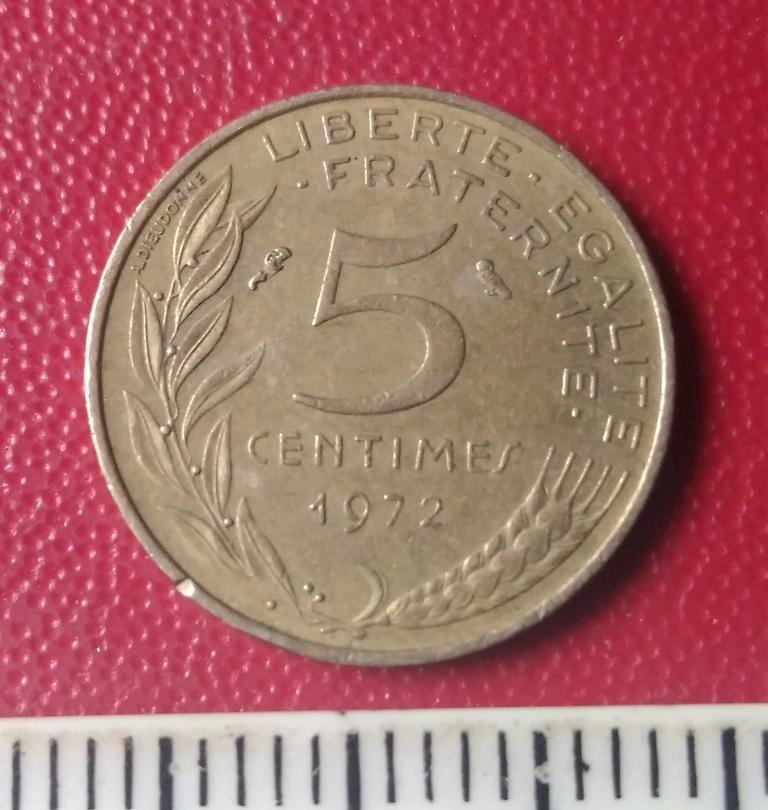 LIBERTE · EGALITE
· FRATERNITE ·
A.DIEUDONNE
5
CENTIMES
1972